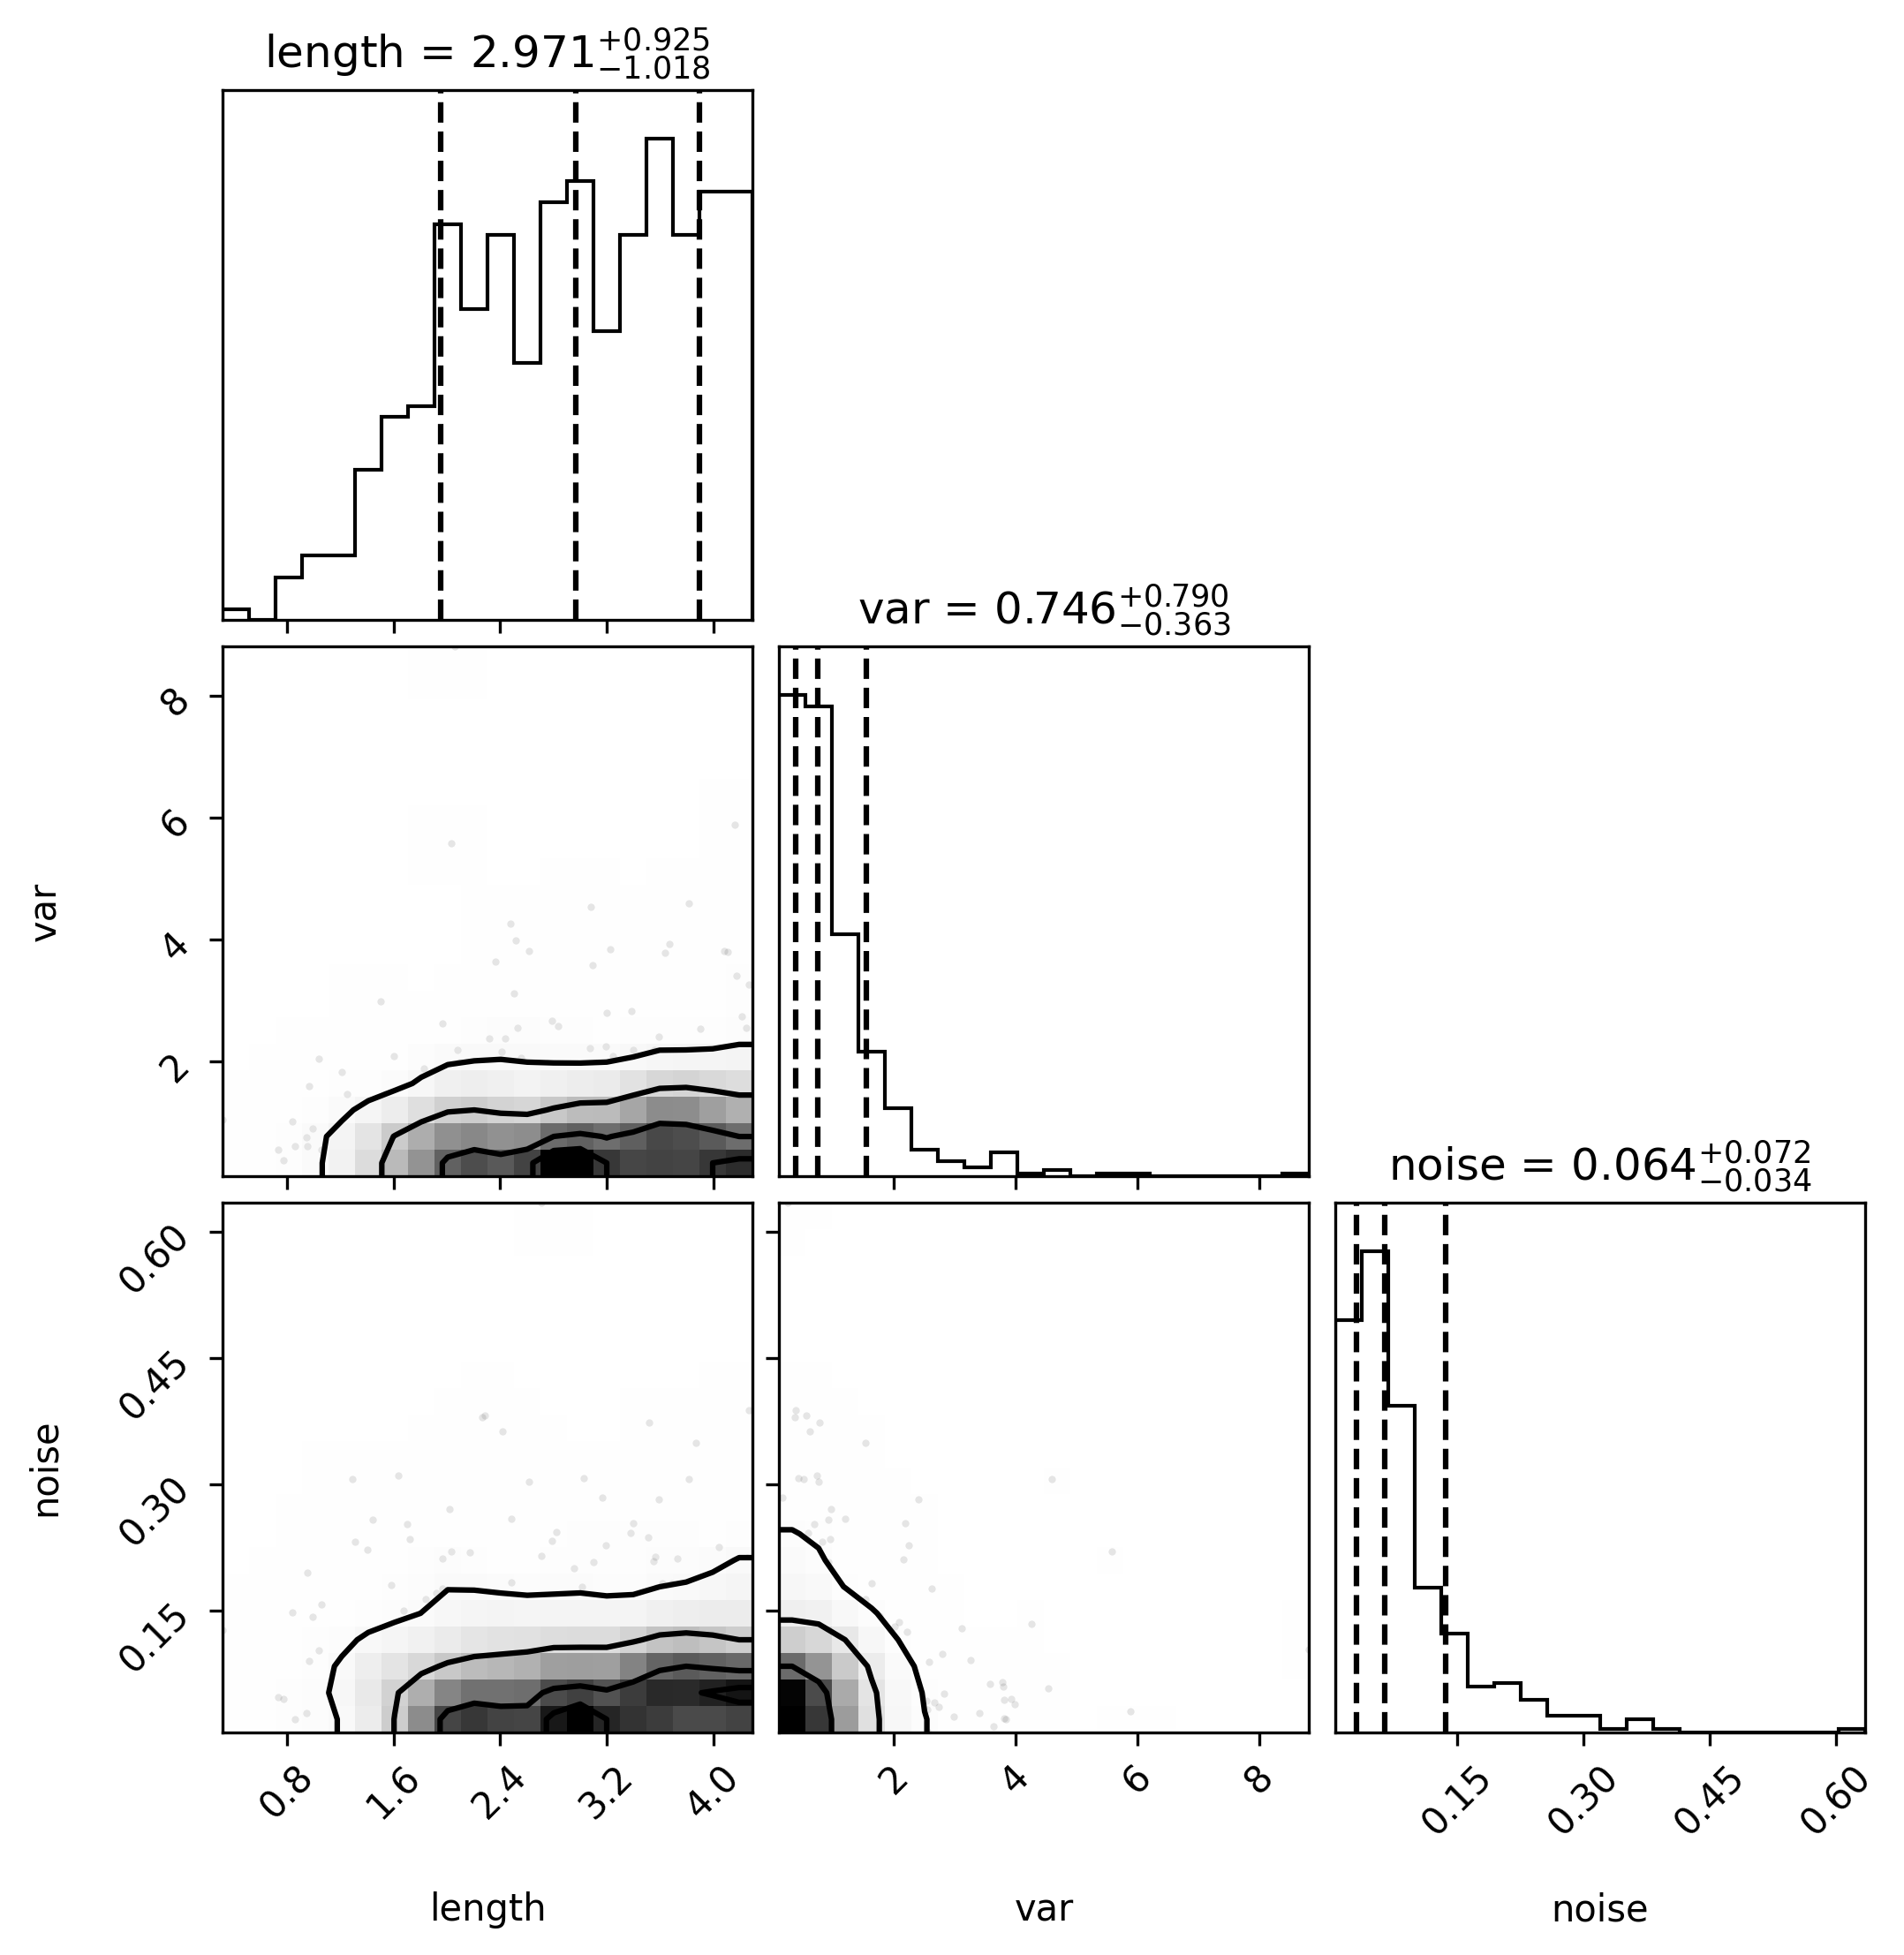 length = 2.971+0.925−1.018
var = 0.746+0.790−0.363
8
6
4
2
var
noise = 0.064+0.072−0.034
0.60
0.45
0.30
0.15
noise
0.8 1.6 2.4 3.2 4.0 2 4 6 8 0.15 0.30 0.45 0.60
length var noise